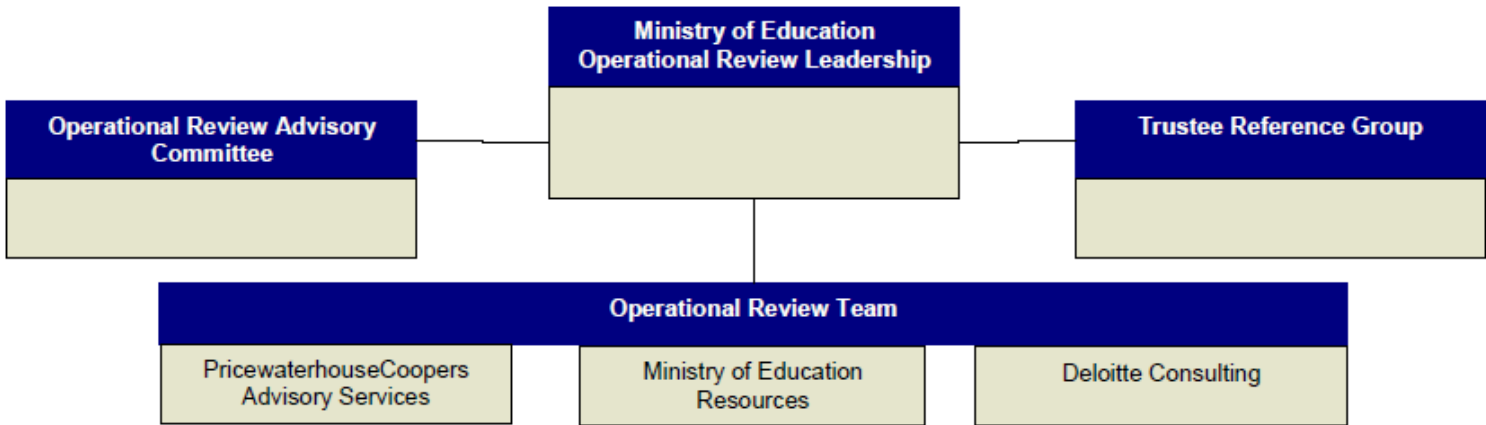 Ministry of Education
Operational Review Leadership
Operational Review Advisory
Committee
Trustee Reference Group
Operational Review Team
PricewaterhouseCoopers
Advisory Services
Ministry of Education
Resources
Deloitte Consulting